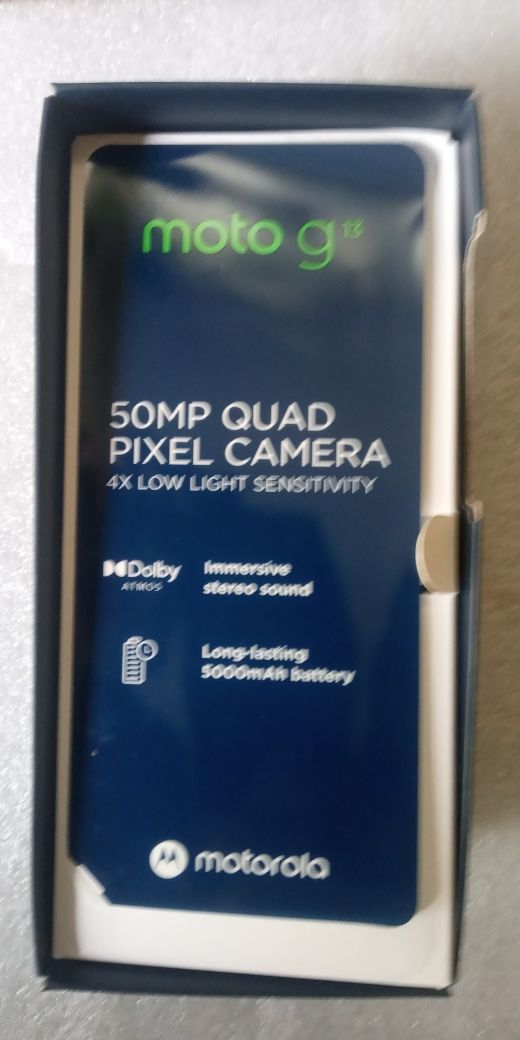 moto g 13
50MP QUAD
PIXEL CAMERA
4X LOW LIGHT SENSITIVITY
Dolby
ATMOS
Immersive
stereo sound
Long-lasting
5000mAh battery
motorola